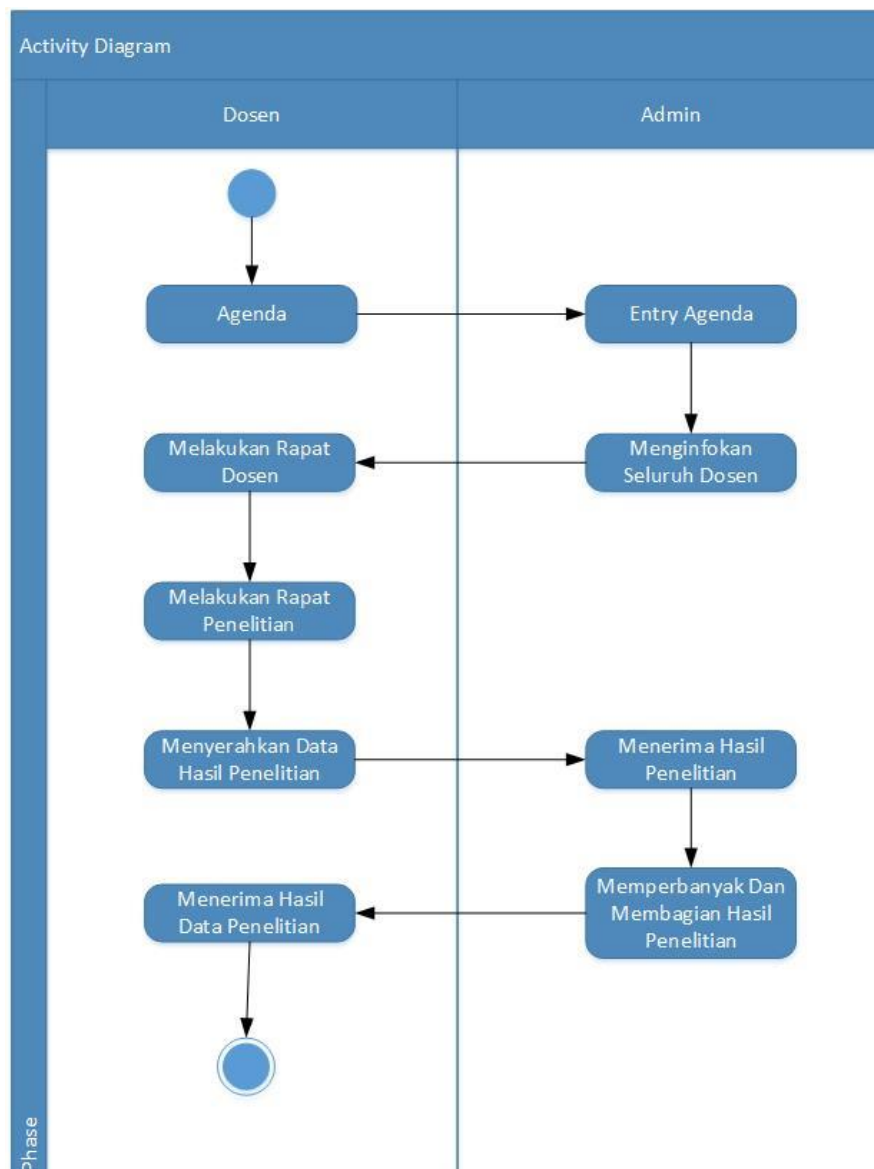 Activity Diagram
Dosen
Admin
Agenda
Entry Agenda
Melakukan Rapat
Dosen
Menginfokan
Seluruh Dosen
Melakukan Rapat
Penelitian
Menyerahkan Data
Hasil Penelitian
Menerima Hasil
Penelitian
Menerima Hasil
Data Penelitian
Memperbanyak Dan
Membagian Hasil
Penelitian
Phase